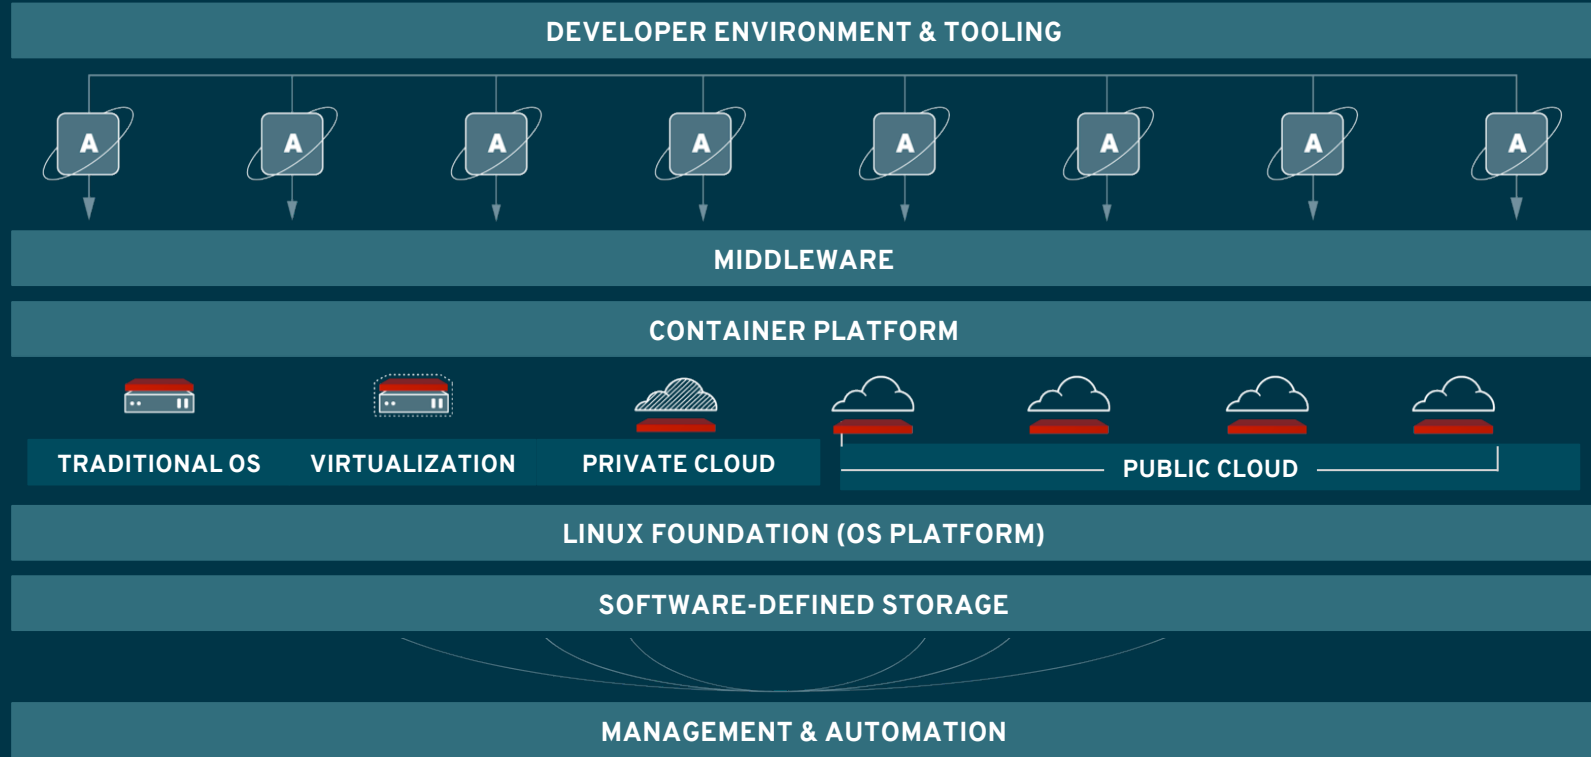 DEVELOPER ENVIRONMENT & TOOLING
A A A A A A A A
MIDDLEWARE
CONTAINER PLATFORM
TRADITIONAL OS VIRTUALIZATION PRIVATE CLOUD PUBLIC CLOUD
LINUX FOUNDATION (OS PLATFORM)
SOFTWARE-DEFINED STORAGE
MANAGEMENT & AUTOMATION